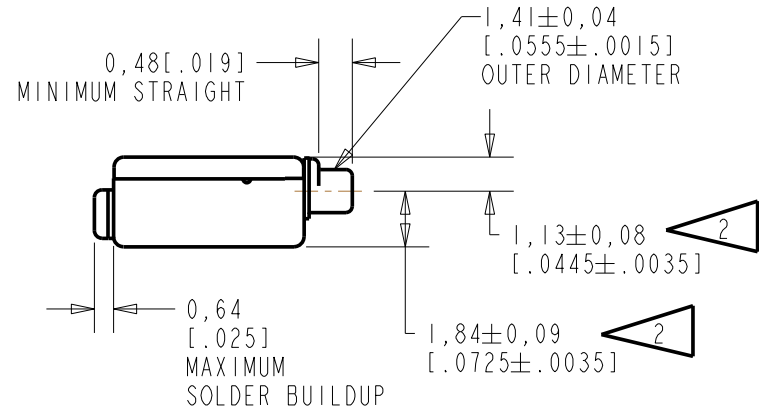 1,41±0,04
[.0555±.0015]
OUTER DIAMETER
0,48[.019]
MINIMUM STRAIGHT
1,13±0,08
2
[.0445±.0035]
0,64
[.025]
MAXIMUM
SOLDER BUILDUP
1,84±0,09
2
[.0725±.0035]